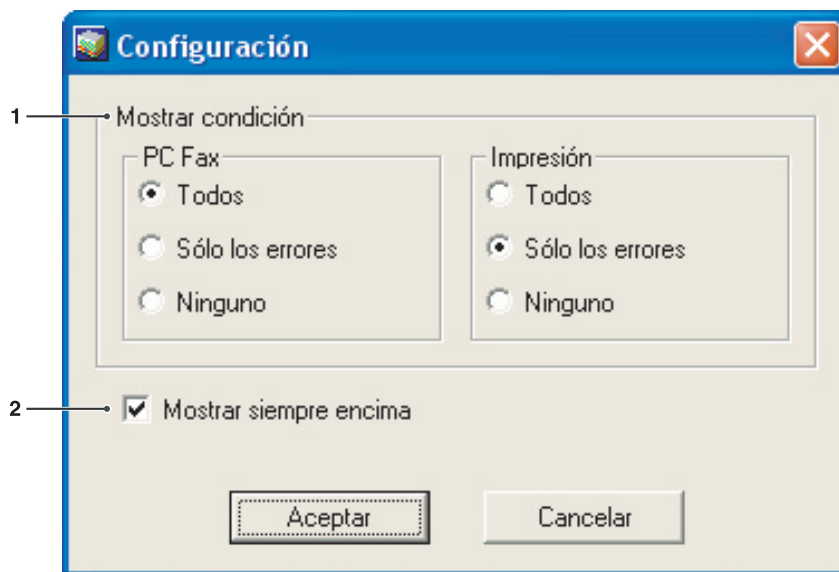 Configuración
1
Mostrar condición
PC Fax
Todos
Sólo los errores
Ninguno
Impresión
Todos
Sólo los errores
Ninguno
2
Mostrar siempre encima
Aceptar
Cancelar